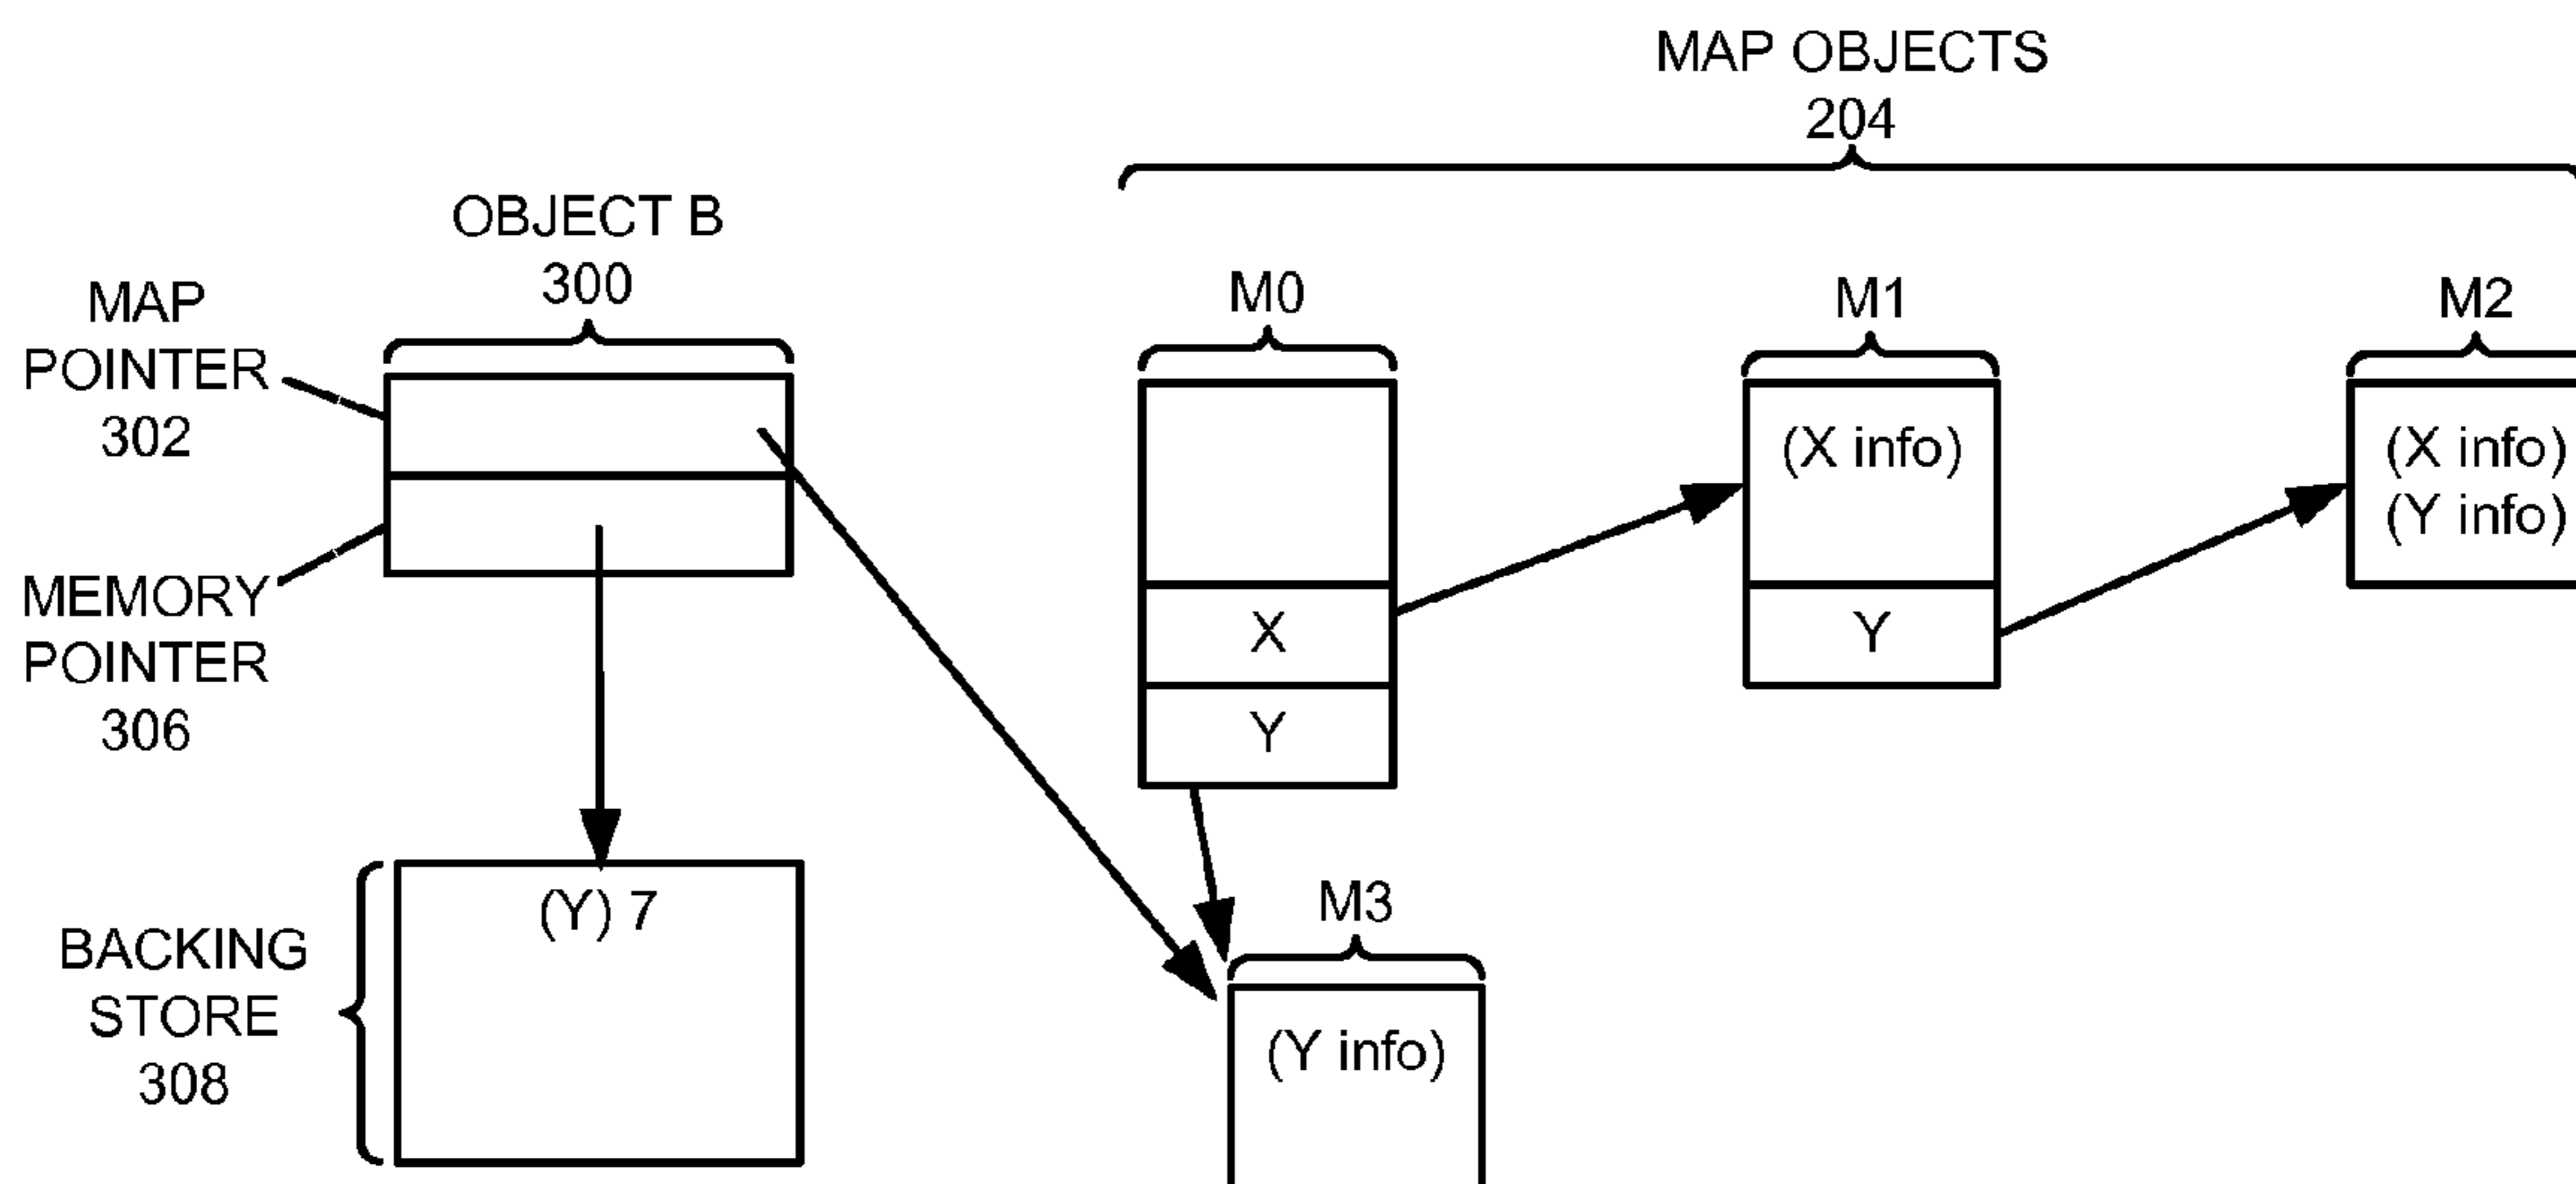 MAP OBJECTS
204
OBJECT B
300
MAP
POINTER
302
MEMORY
POINTER
306
BACKING
STORE
308
(Y) 7
M0
X
Y
M1
(X info)
Y
M2
(X info)
(Y info)
M3
(Y info)